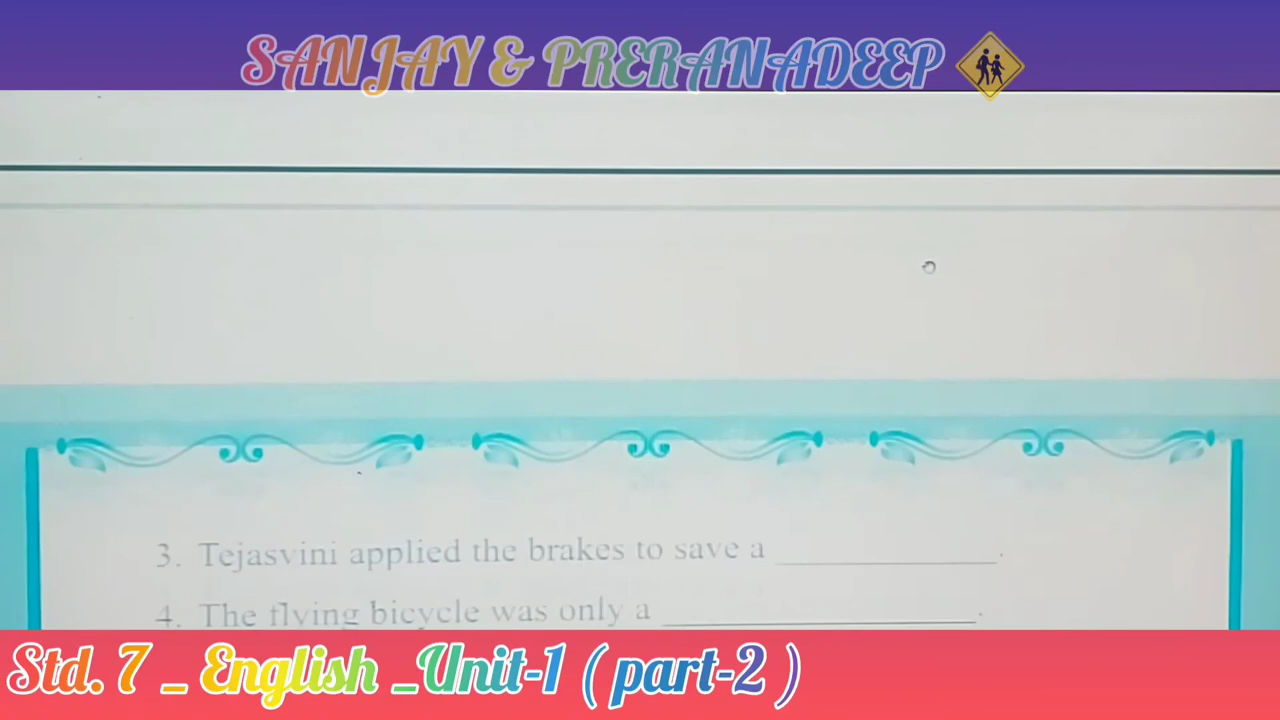 SANJAY & PRERANADEEP
3. Tejasvini applied the brakes to save a ____________.
4. The flying bicycle was only a ________________.
Std. 7 _ English _Unit-1 ( part-2 )